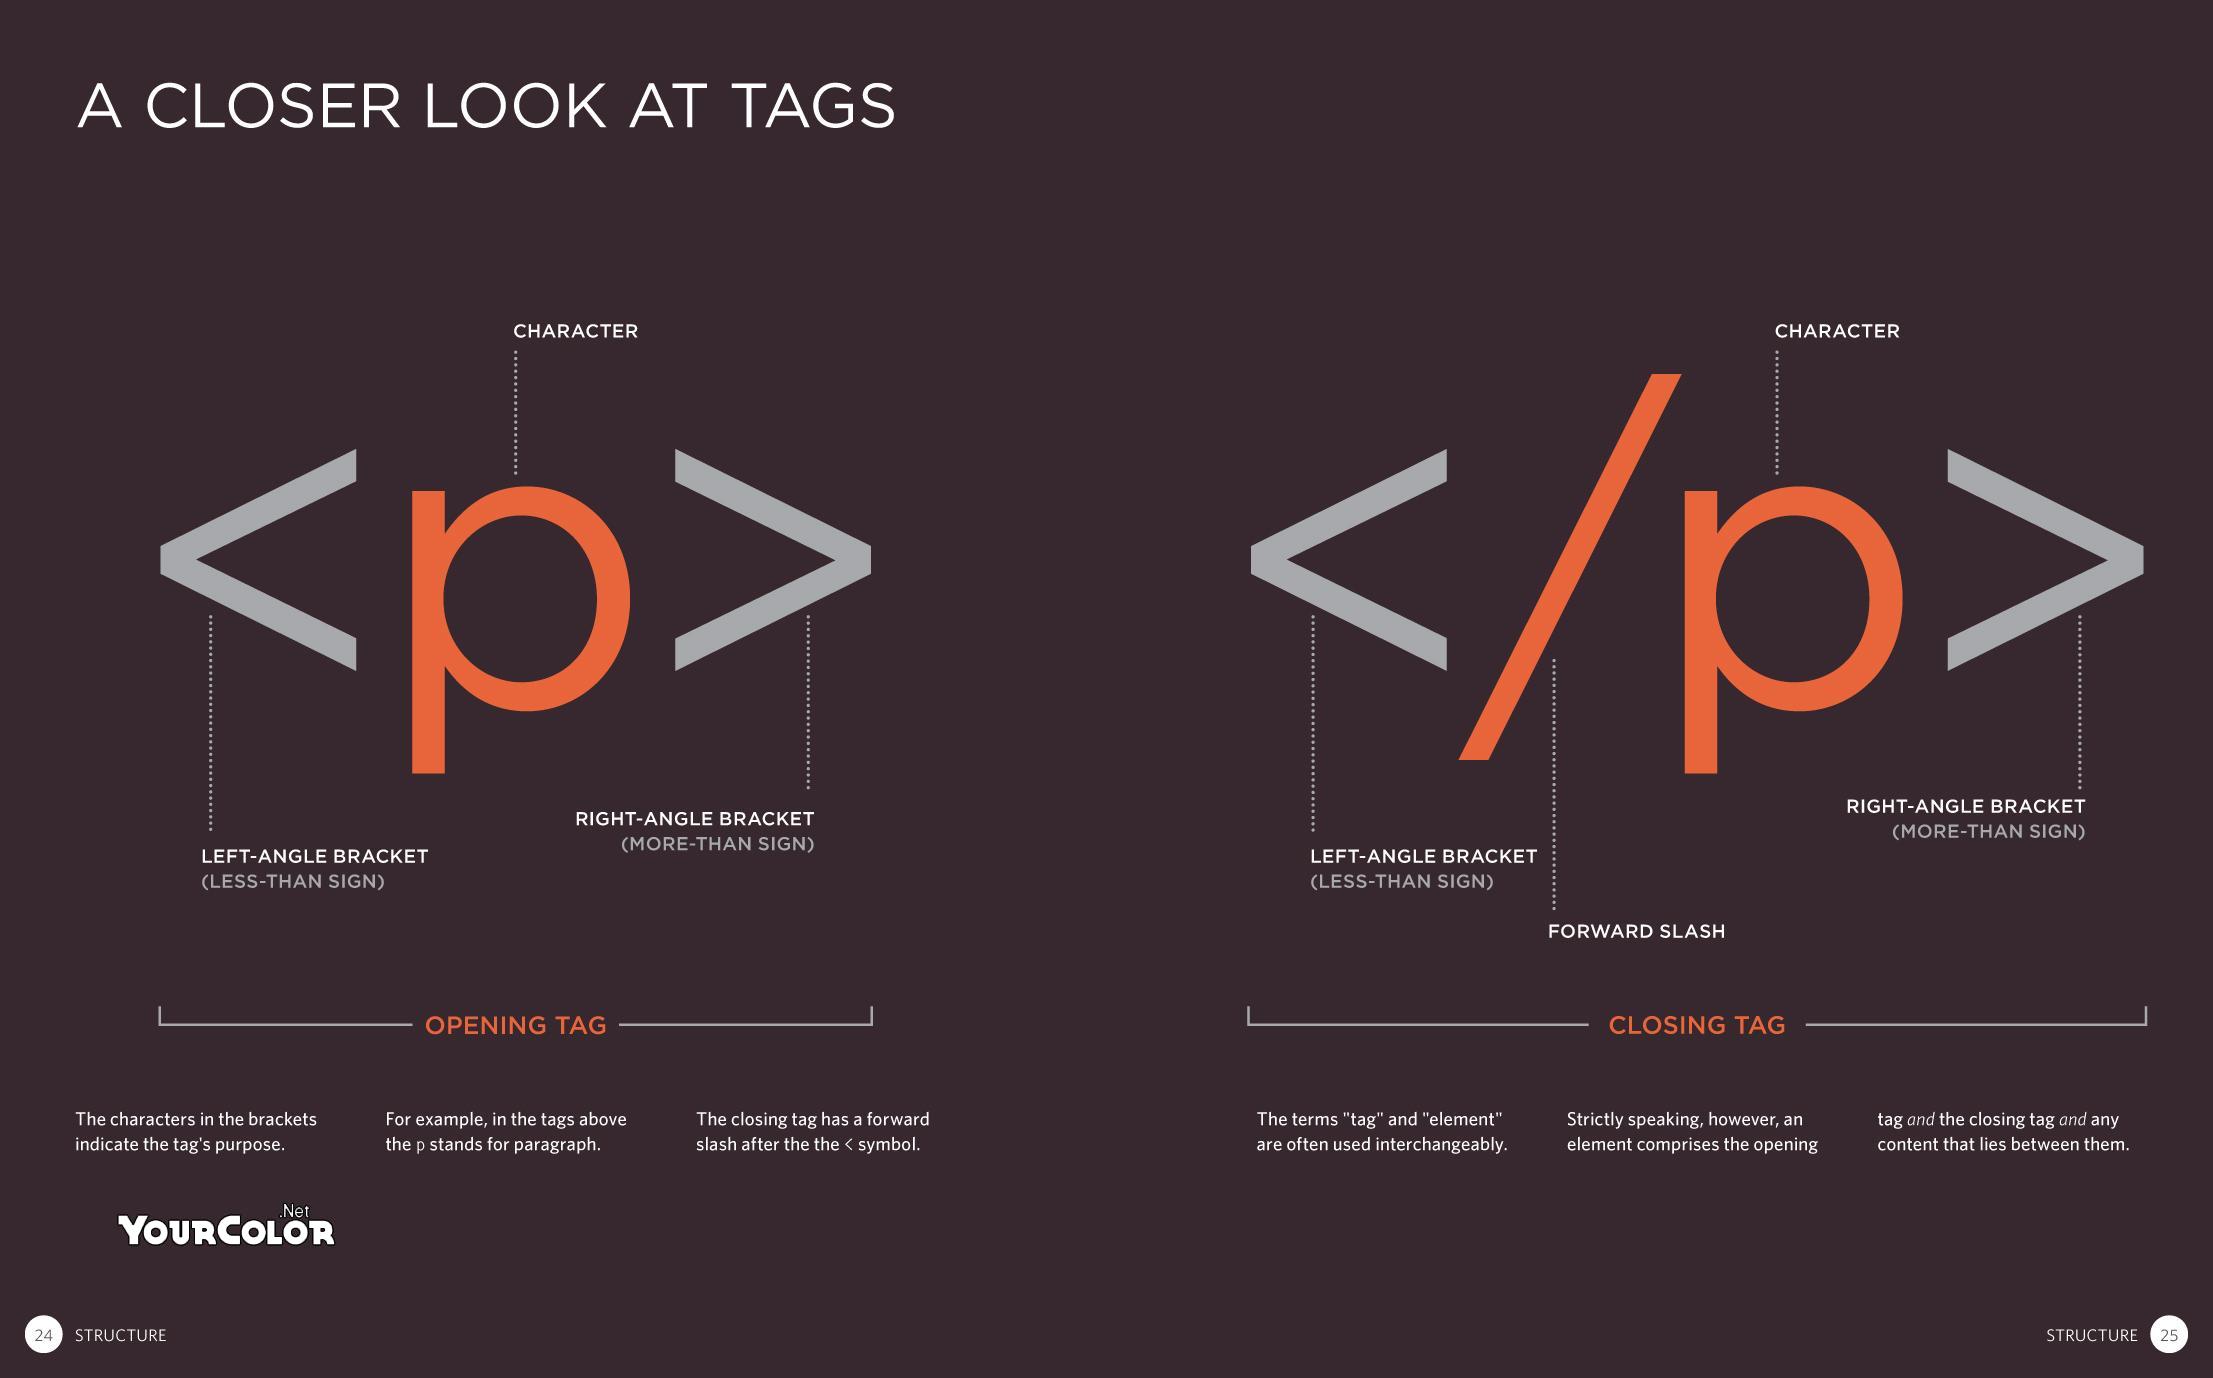 A CLOSER LOOK AT TAGS
CHARACTER
<p>
RIGHT-ANGLE BRACKET
(MORE-THAN SIGN)
LEFT-ANGLE BRACKET
(LESS-THAN SIGN)
OPENING TAG
The characters in the brackets
indicate the tag's purpose.
For example, in the tags above
the p stands for paragraph.
The closing tag has a forward
slash after the the < symbol.
YOURCOLOR .Net
24 STRUCTURE
CHARACTER
</p>
RIGHT-ANGLE BRACKET
(MORE-THAN SIGN)
LEFT-ANGLE BRACKET
(LESS-THAN SIGN)
FORWARD SLASH
CLOSING TAG
The terms "tag" and "element"
are often used interchangeably.
Strictly speaking, however, an
element comprises the opening
tag and the closing tag and any
content that lies between them.
STRUCTURE 25